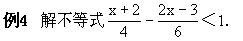 例4 解不等式 (x+2)/4 - (2x-3)/6 < 1.